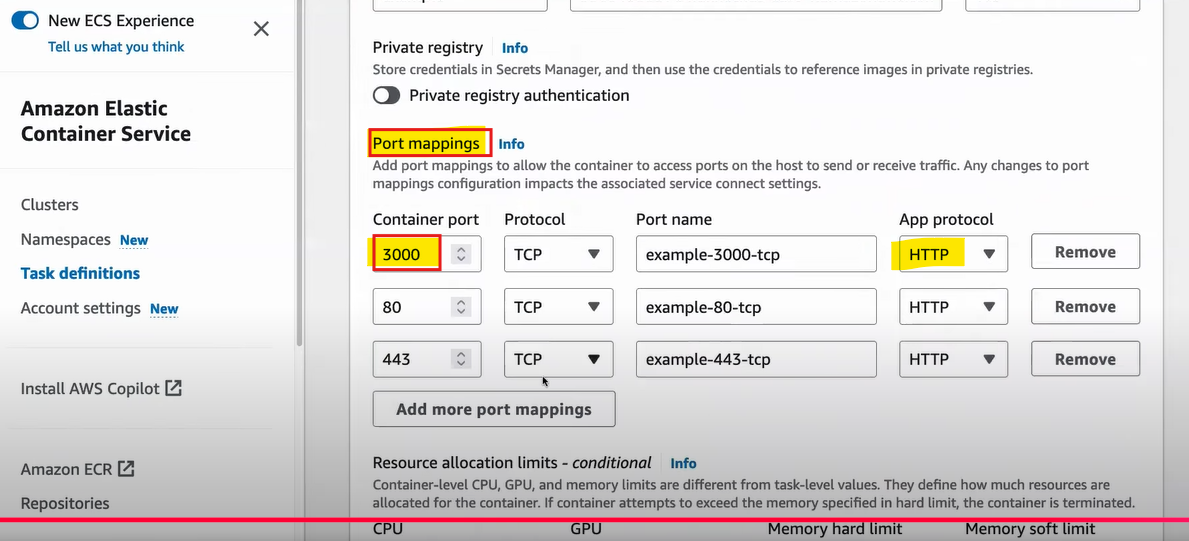 New ECS Experience
Tell us what you think
Amazon Elastic
Container Service
Clusters
Namespaces New
Task definitions
Account settings New
Install AWS Copilot
Amazon ECR
Repositories
Private registry Info
Store credentials in Secrets Manager, and then use the credentials to reference images in private registries.
Private registry authentication
Port mappings Info
Add port mappings to allow the container to access ports on the host to send or receive traffic. Any changes to port
mappings configuration impacts the associated service connect settings.
Container port Protocol Port name App protocol
3000 TCP example-3000-tcp HTTP Remove
80 TCP example-80-tcp HTTP Remove
443 TCP example-443-tcp HTTP Remove
Add more port mappings
Resource allocation limits - conditional Info
Container-level CPU, GPU, and memory limits are different from task-level values. They define how much resources are
allocated for the container. If container attempts to exceed the memory specified in hard limit, the container is terminated.
CPU GPU Memory hard limit Memory soft limit